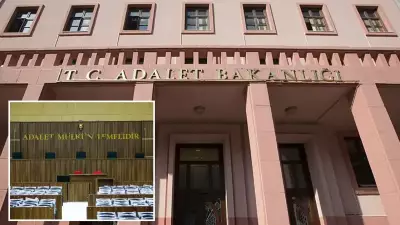 T. C. ADALET BAKANLIĞI
ADALET MÜLKÜN TEMELİDİR